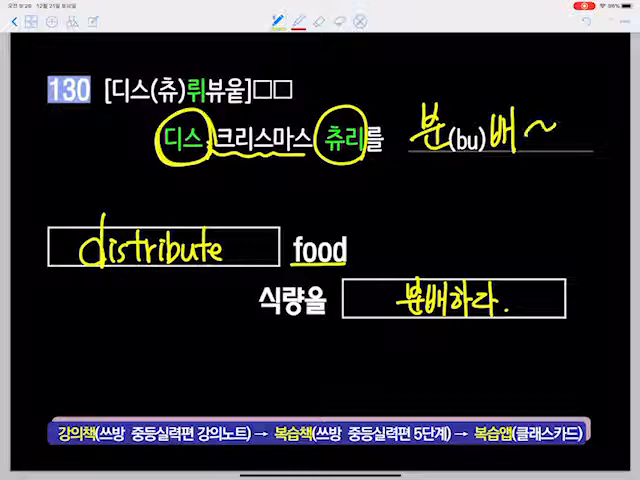 130 [디스(츄)뤼뷰웉]□□
디스 크리스마스 츄리를 분(bu)배~
distribute food
식량을 분배하다.
강의책(쓰방 중등실력편 강의노트) → 복습책(쓰방 중등실력편 5단계) → 복습앱(클래스카드)